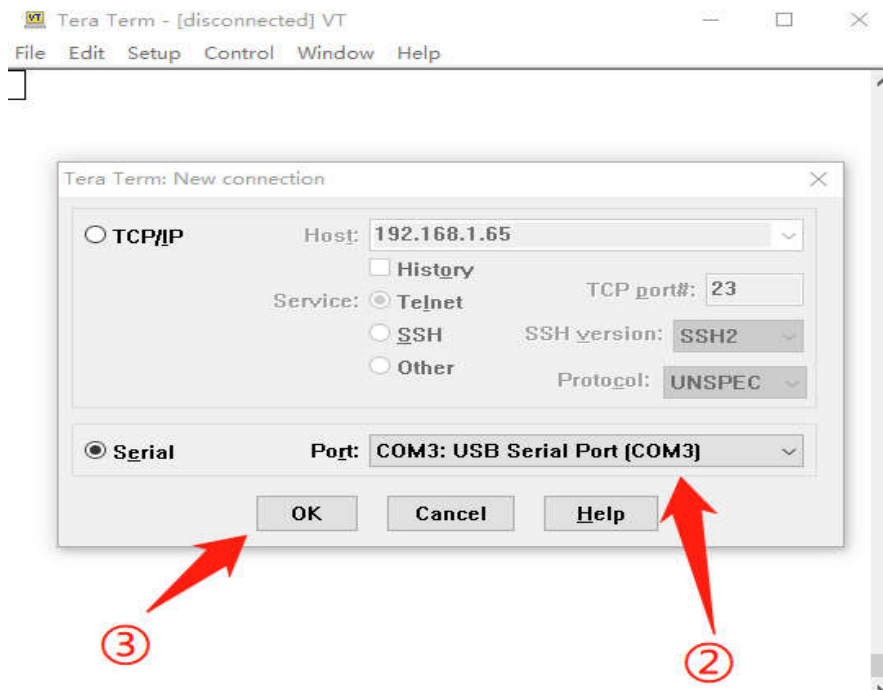 Tera Term - [disconnected] VT
File Edit Setup Control Window Help
Tera Term: New connection
TCP/IP Host: 192.168.1.65
History
Service: Telnet TCP port#: 23
SSH SSH version: SSH2
Other Protocol: UNSPEC
Serial Port: COM3: USB Serial Port (COM3)
OK Cancel Help
③ ②